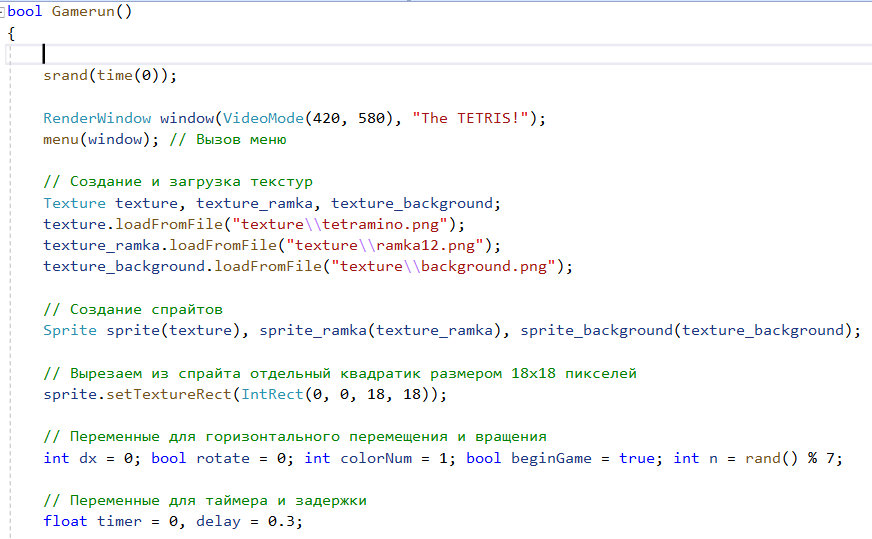 bool Gamerun()
{
srand(time(0));
RenderWindow window(VideoMode(420, 580), "The TETRIS!");
menu(window); // Вызов меню
// Создание и загрузка текстур
Texture texture, texture_ramka, texture_background;
texture.loadFromFile("texture\\tetramino.png");
texture_ramka.loadFromFile("texture\\ramka12.png");
texture_background.loadFromFile("texture\\background.png");
// Создание спрайтов
Sprite sprite(texture), sprite_ramka(texture_ramka), sprite_background(texture_background);
// Вырезаем из спрайта отдельный квадратик размером 18х18 пикселей
sprite.setTextureRect(IntRect(0, 0, 18, 18));
// Переменные для горизонтального перемещения и вращения
int dx = 0; bool rotate = 0; int colorNum = 1; bool beginGame = true; int n = rand() % 7;
// Переменные для таймера и задержки
float timer = 0, delay = 0.3;